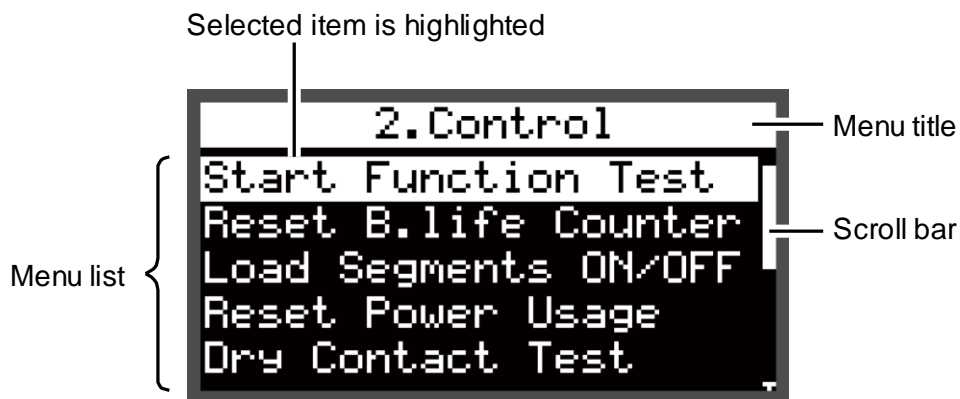 Selected item is highlighted
2.Control
Menu title
Start Function Test
Reset B.life Counter
Scroll bar
Load Segments ON/OFF
Menu list
Reset Power Usage
Dry Contact Test